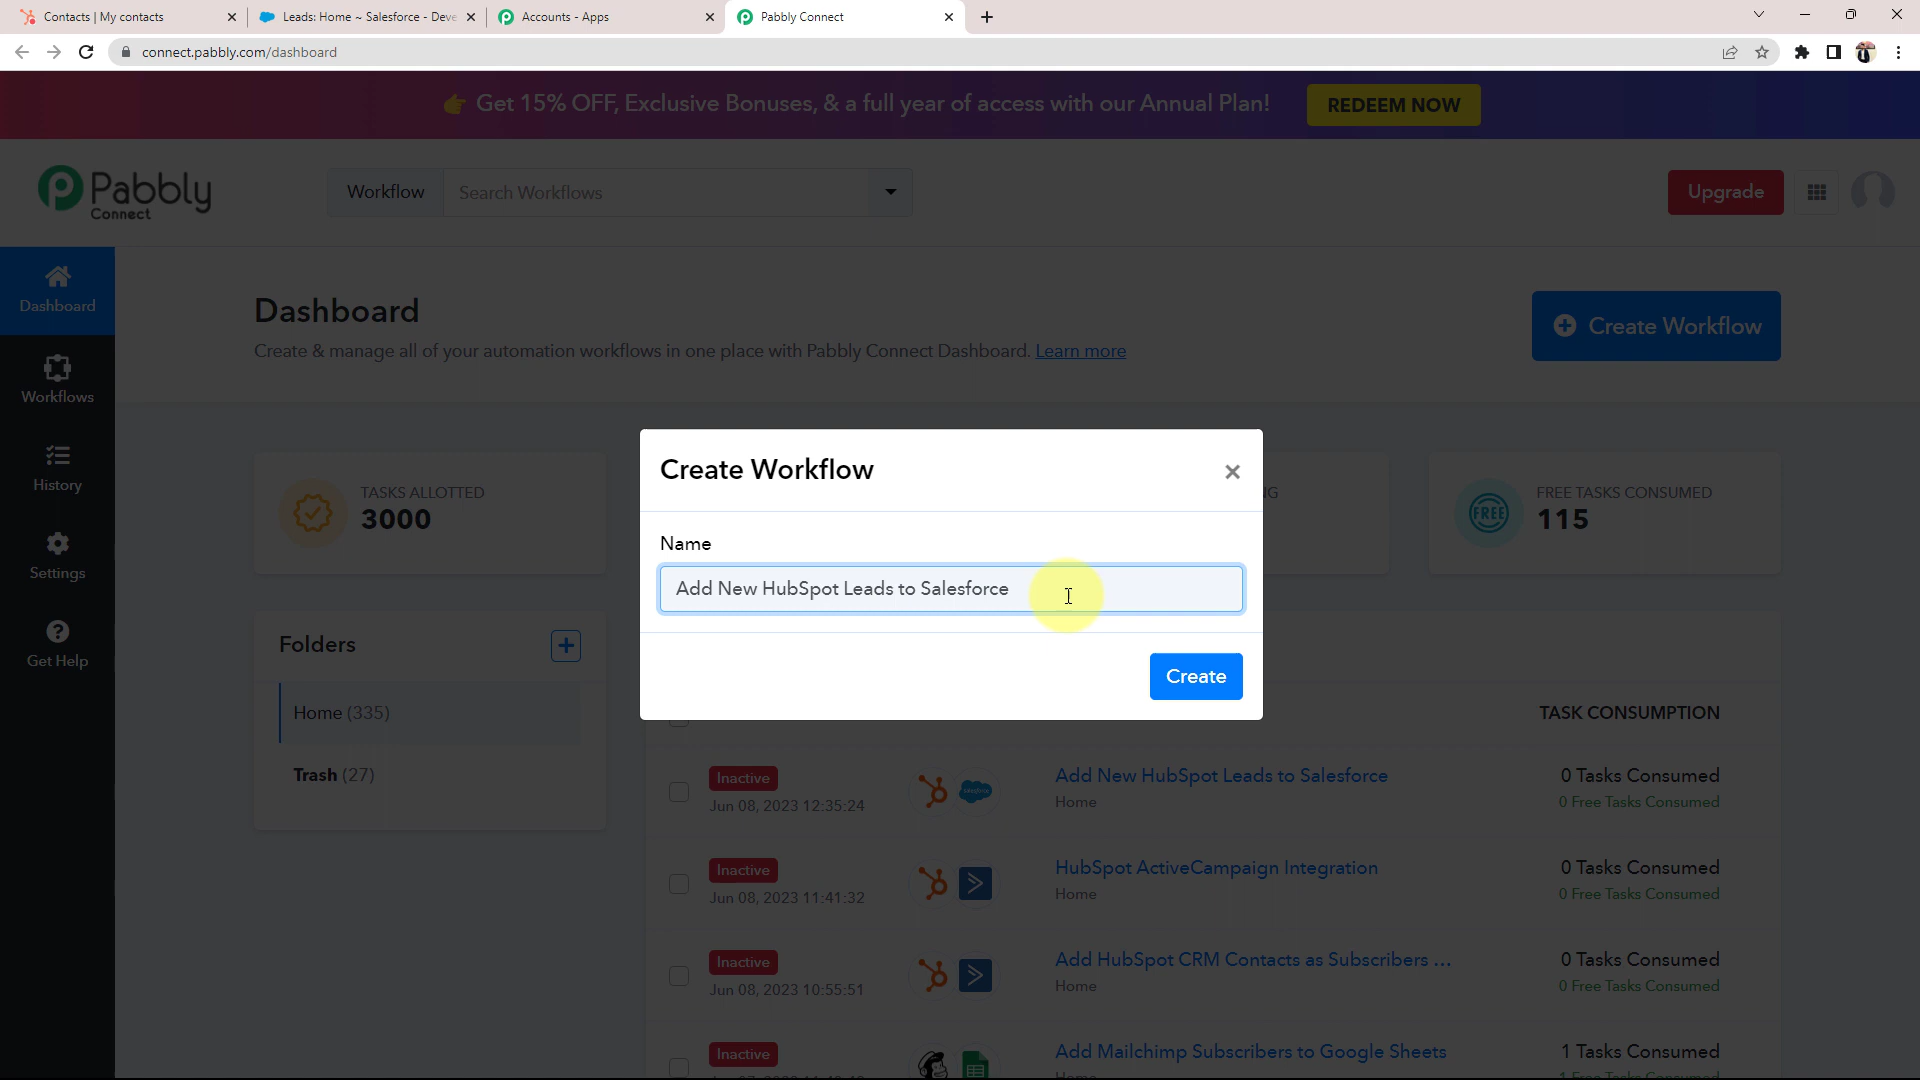 Contacts | My contacts
Leads: Home ~ Salesforce - Deve
Accounts - Apps
Pabbly Connect
connect.pabbly.com/dashboard
Get 15% OFF, Exclusive Bonuses, & a full year of access with our Annual Plan!
REDEEM NOW
Pabbly
Connect
Workflow
Search Workflows
Upgrade
Dashboard
Workflows
History
Settings
Get Help
Dashboard
Create & manage all of your automation workflows in one place with Pabbly Connect Dashboard. Learn more
Create Workflow
TASKS ALLOTTED
3000
FREE
FREE TASKS CONSUMED
115
Create Workflow
Name
Add New HubSpot Leads to Salesforce
Create
Folders
Home (335)
Trash (27)
TASK CONSUMPTION
Inactive
Jun 08, 2023 12:35:24
Add New HubSpot Leads to Salesforce
Home
0 Tasks Consumed
0 Free Tasks Consumed
Inactive
Jun 08, 2023 11:41:32
HubSpot ActiveCampaign Integration
Home
0 Tasks Consumed
0 Free Tasks Consumed
Inactive
Jun 08, 2023 10:55:51
Add HubSpot CRM Contacts as Subscribers ...
Home
0 Tasks Consumed
0 Free Tasks Consumed
Inactive
Add Mailchimp Subscribers to Google Sheets
1 Tasks Consumed